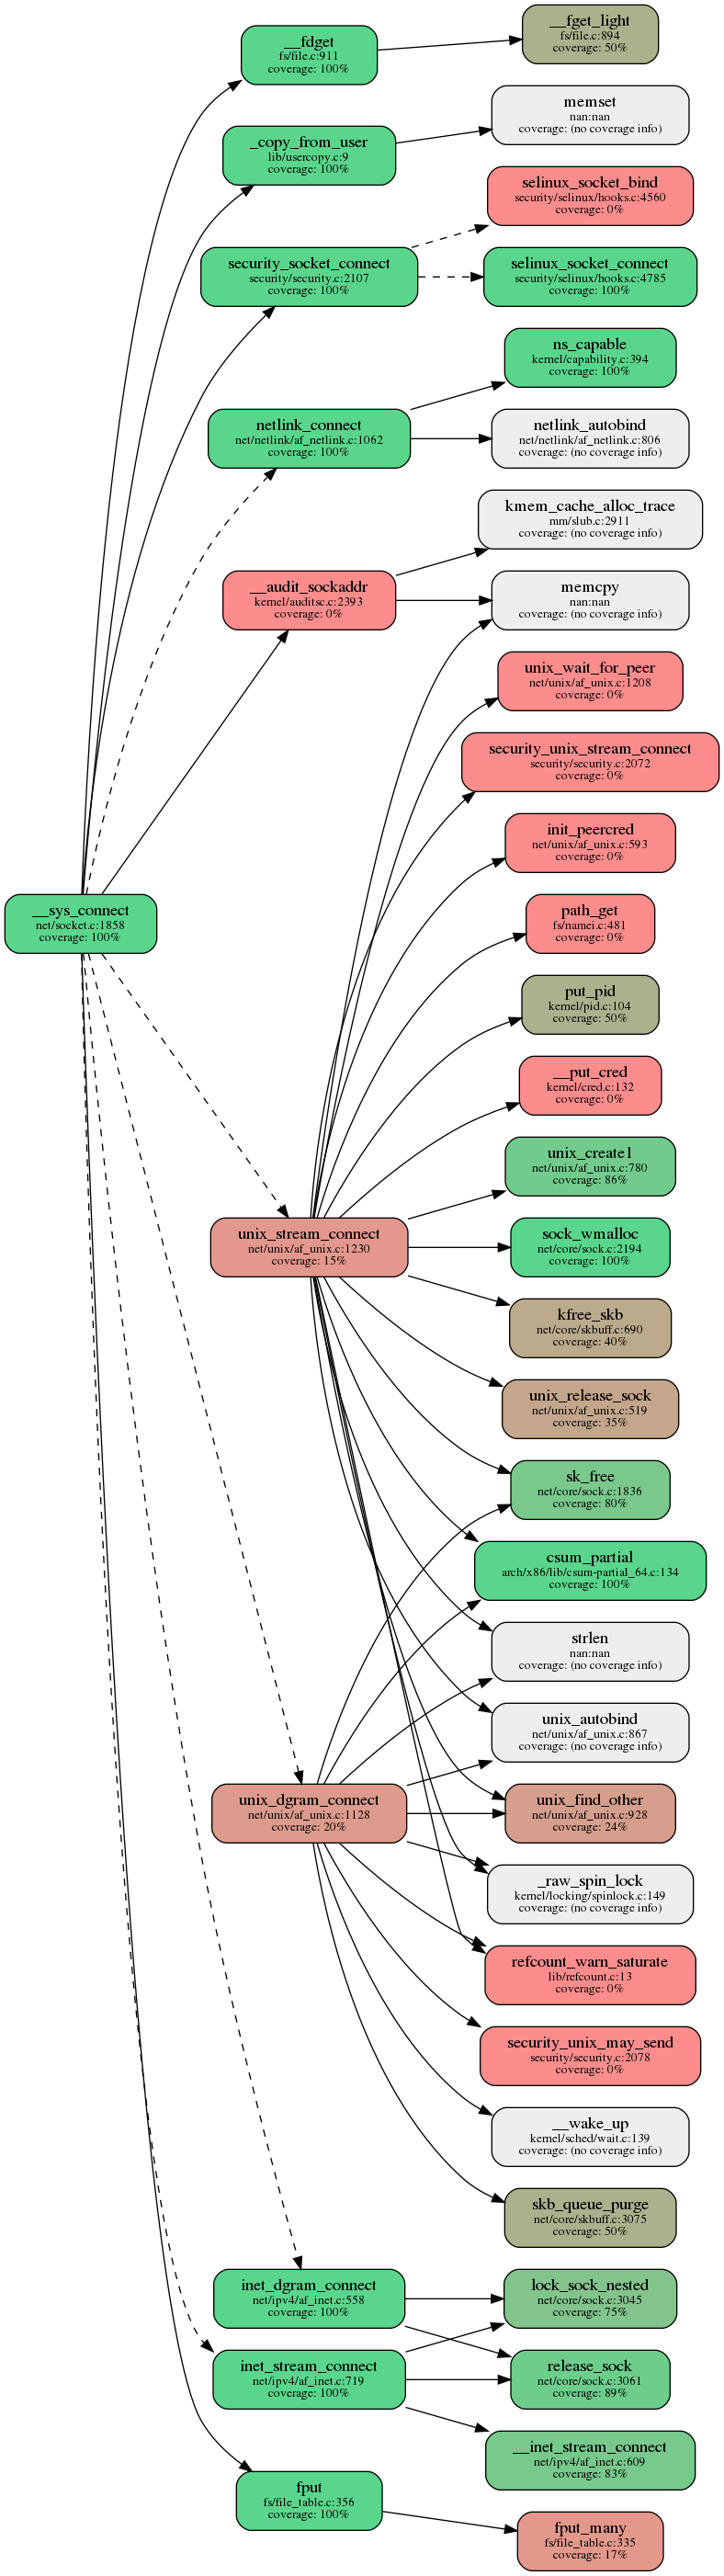 __fget_light
fs/file.c:894
coverage: 50%
__fdget
fs/file.c:911
coverage: 100%
memset
nan:nan
coverage: (no coverage info)
_copy_from_user
lib/usercopy.c:9
coverage: 100%
selinux_socket_bind
security/selinux/hooks.c:4560
coverage: 0%
security_socket_connect
security/security.c:2107
coverage: 100%
selinux_socket_connect
security/selinux/hooks.c:4785
coverage: 100%
ns_capable
kernel/capability.c:394
coverage: 100%
netlink_connect
net/netlink/af_netlink.c:1062
coverage: 100%
netlink_autobind
net/netlink/af_netlink.c:806
coverage: (no coverage info)
kmem_cache_alloc_trace
mm/slub.c:2911
coverage: (no coverage info)
__audit_sockaddr
kernel/auditsc.c:2393
coverage: 0%
memcpy
nan:nan
coverage: (no coverage info)
unix_wait_for_peer
net/unix/af_unix.c:1208
coverage: 0%
security_unix_stream_connect
security/security.c:2072
coverage: 0%
init_peercred
net/unix/af_unix.c:593
coverage: 0%
__sys_connect
net/socket.c:1858
coverage: 100%
path_get
fs/namei.c:481
coverage: 0%
put_pid
kernel/pid.c:104
coverage: 50%
__put_cred
kernel/cred.c:132
coverage: 0%
unix_create1
net/unix/af_unix.c:780
coverage: 86%
unix_stream_connect
net/unix/af_unix.c:1230
coverage: 15%
sock_wmalloc
net/core/sock.c:2194
coverage: 100%
kfree_skb
net/core/skbuff.c:690
coverage: 40%
unix_release_sock
net/unix/af_unix.c:519
coverage: 35%
sk_free
net/core/sock.c:1836
coverage: 80%
csum_partial
arch/x86/lib/csum-partial_64.c:134
coverage: 100%
strlen
nan:nan
coverage: (no coverage info)
unix_autobind
net/unix/af_unix.c:867
coverage: (no coverage info)
unix_dgram_connect
net/unix/af_unix.c:1128
coverage: 20%
unix_find_other
net/unix/af_unix.c:928
coverage: 24%
_raw_spin_lock
kernel/locking/spinlock.c:149
coverage: (no coverage info)
refcount_warn_saturate
lib/refcount.c:13
coverage: 0%
security_unix_may_send
security/security.c:2078
coverage: 0%
__wake_up
kernel/sched/wait.c:139
coverage: (no coverage info)
skb_queue_purge
net/core/skbuff.c:3075
coverage: 50%
inet_dgram_connect
net/ipv4/af_inet.c:558
coverage: 100%
lock_sock_nested
net/core/sock.c:3045
coverage: 75%
inet_stream_connect
net/ipv4/af_inet.c:719
coverage: 100%
release_sock
net/core/sock.c:3061
coverage: 89%
__inet_stream_connect
net/ipv4/af_inet.c:609
coverage: 83%
fput
fs/file_table.c:356
coverage: 100%
fput_many
fs/file_table.c:335
coverage: 17%